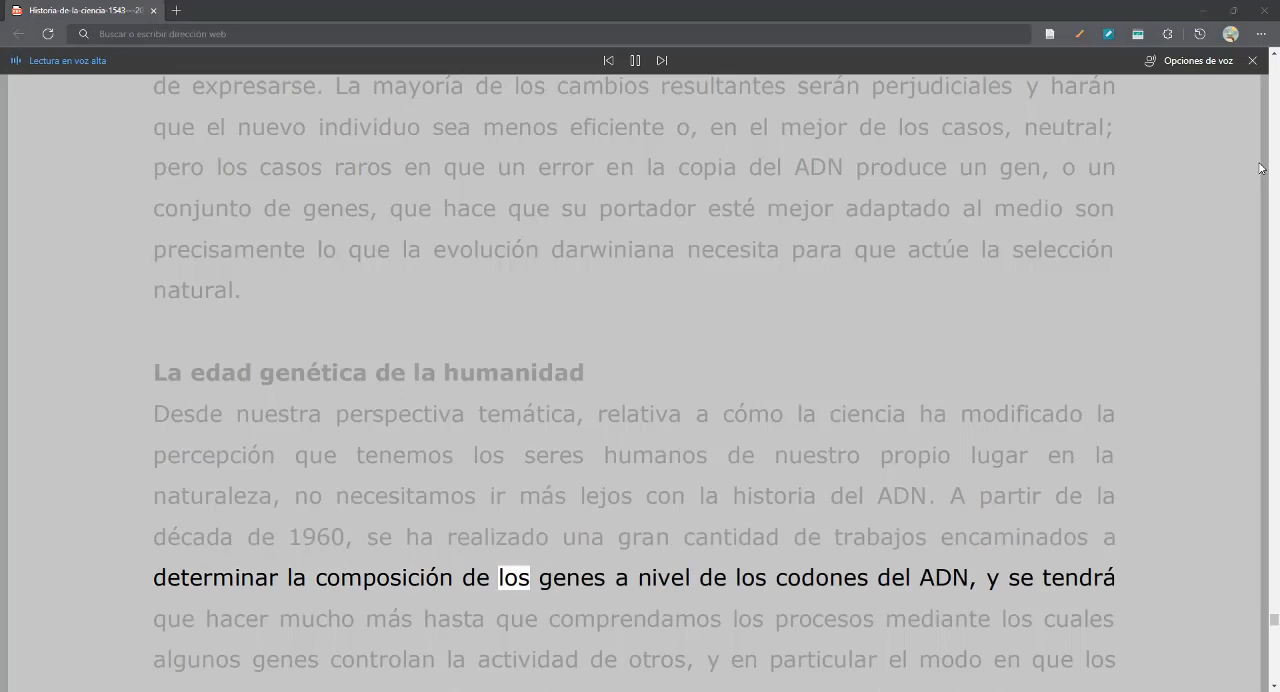 Historia-de-la-ciencia-1543---20
Buscar o escribir dirección web
Lectura en voz alta
Opciones de voz
de expresarse. La mayoría de los cambios resultantes serán perjudiciales y harán
que el nuevo individuo sea menos eficiente o, en el mejor de los casos, neutral;
pero los casos raros en que un error en la copia del ADN produce un gen, o un
conjunto de genes, que hace que su portador esté mejor adaptado al medio son
precisamente lo que la evolución darwiniana necesita para que actúe la selección
natural.
La edad genética de la humanidad
Desde nuestra perspectiva temática, relativa a cómo la ciencia ha modificado la
percepción que tenemos los seres humanos de nuestro propio lugar en la
naturaleza, no necesitamos ir más lejos con la historia del ADN. A partir de la
década de 1960, se ha realizado una gran cantidad de trabajos encaminados a
determinar la composición de los genes a nivel de los codones del ADN, y se tendrá
que hacer mucho más hasta que comprendamos los procesos mediante los cuales
algunos genes controlan la actividad de otros, y en particular el modo en que los